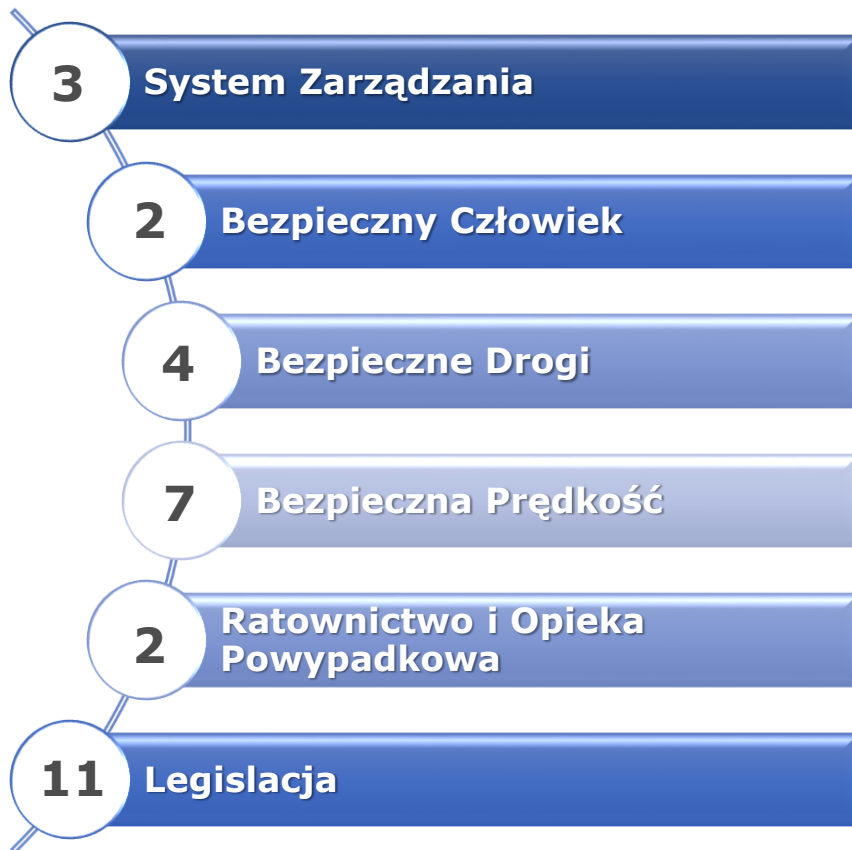 3
System Zarządzania
2
Bezpieczny Człowiek
4
Bezpieczne Drogi
7
Bezpieczna Prędkość
2
Ratownictwo i Opieka
Powypadkowa
11
Legislacja